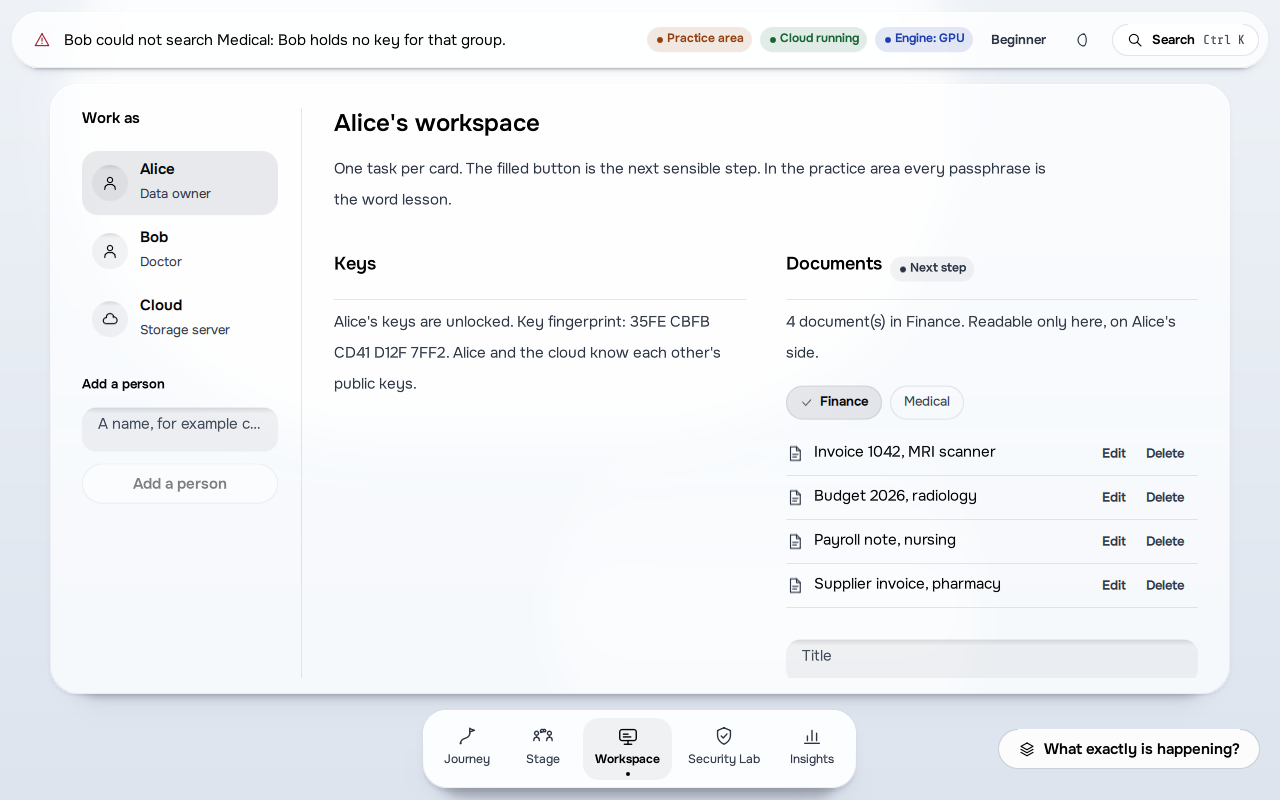 Bob could not search Medical: Bob holds no key for that group.
Practice area
Cloud running
Engine: GPU
Beginner
Search Ctrl K
Work as
Alice
Data owner
Bob
Doctor
Cloud
Storage server
Add a person
A name, for example c...
Add a person
Alice's workspace
One task per card. The filled button is the next sensible step. In the practice area every passphrase is
the word lesson.
Keys
Alice's keys are unlocked. Key fingerprint: 35FE CBFB
CD41 D12F 7FF2. Alice and the cloud know each other's
public keys.
Documents
Next step
4 document(s) in Finance. Readable only here, on Alice's
side.
Finance
Medical
Invoice 1042, MRI scanner Edit Delete
Budget 2026, radiology Edit Delete
Payroll note, nursing Edit Delete
Supplier invoice, pharmacy Edit Delete
Title
Journey
Stage
Workspace
Security Lab
Insights
What exactly is happening?